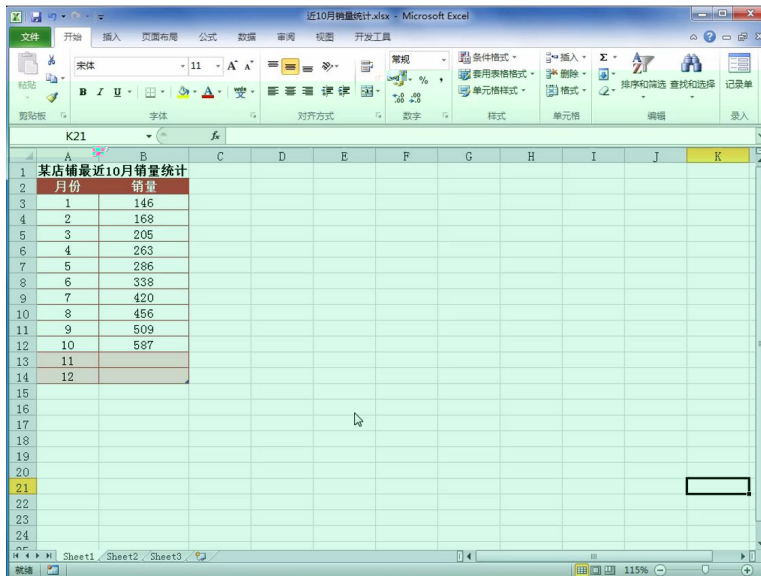 近10月销量统计.xlsx - Microsoft Excel
文件 开始 插入 页面布局 公式 数据 审阅 视图 开发工具
宋体 11 A A 常规 条件格式 插入 Σ
粘贴 套用表格格式 删除 排序和筛选 查找和选择 记录单
B I U A 变 % , 单元格样式 格式
剪贴板 字体 对齐方式 数字 样式 单元格 编辑 录入
K21 fx
A B C D E F G H I J K
1 某店铺最近10月销量统计
2 月份 销量
3 1 146
4 2 168
5 3 205
6 4 263
7 5 286
8 6 338
9 7 420
10 8 456
11 9 509
12 10 587
13 11
14 12
15
16
17
18
19
20
21
22
23
24
25
Sheet1 Sheet2 Sheet3
就绪 115%